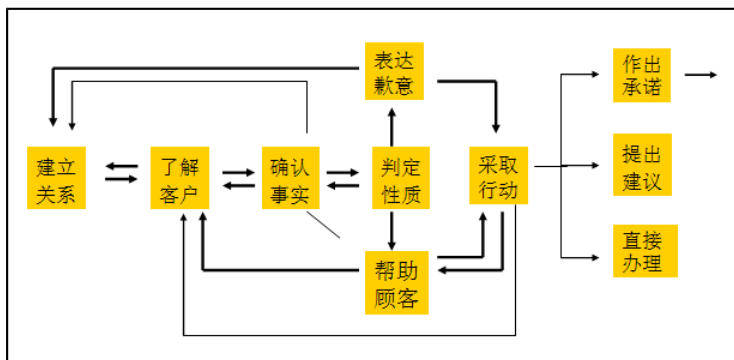 表达
歉意
作出
承诺
建立
关系
了解
客户
确认
事实
判定
性质
采取
行动
提出
建议
帮助
顾客
直接
办理